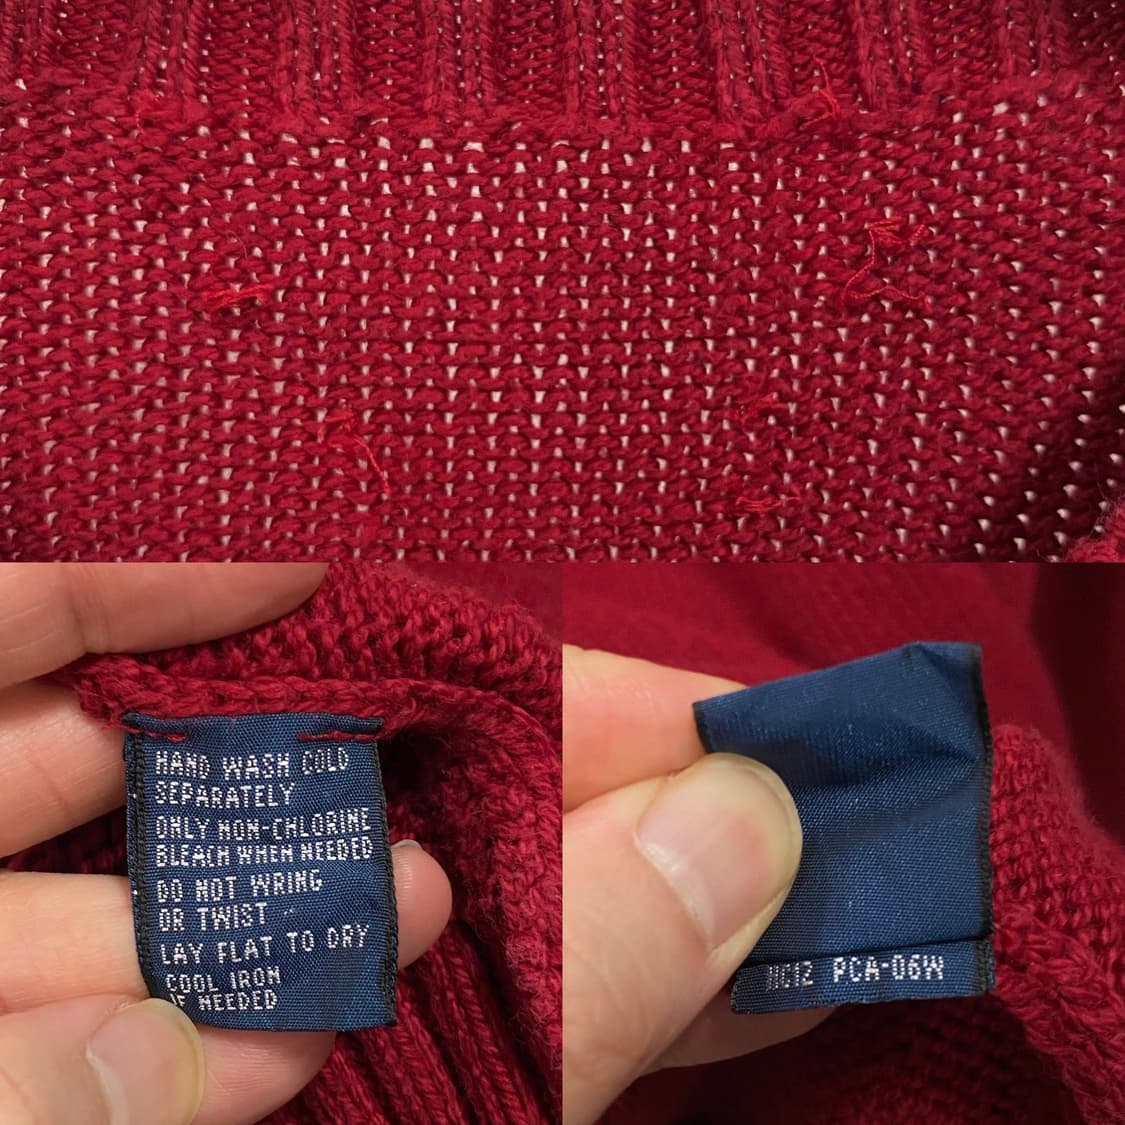 HAND WASH COLD
SEPARATELY
ONLY NON-CHLORINE
BLEACH WHEN NEEDED
DO NOT WRING
OR TWIST
LAY FLAT TO DRY
COOL IRON
IF NEEDED
PCA-06W